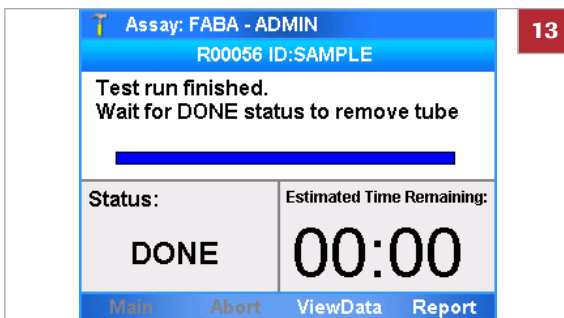 Assay: FABA - ADMIN
13
R00056 ID:SAMPLE
Test run finished.
Wait for DONE status to remove tube
Status:
Estimated Time Remaining:
DONE
00:00
Main Abort ViewData Report